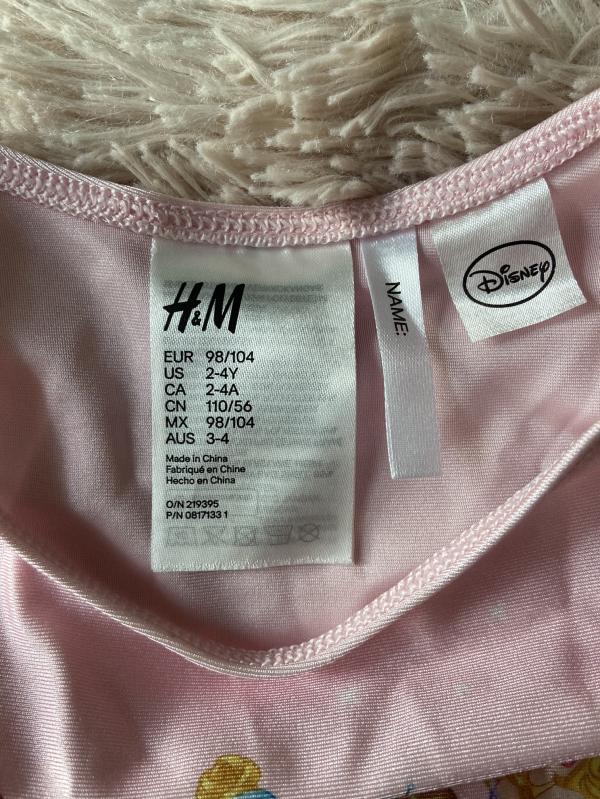 H&M
EUR 98/104
US 2-4Y
CA 2-4A
CN 110/56
MX 98/104
AUS 3-4
Made in China
Fabriqué en Chine
Hecho en China
O/N 219395
P/N 0817133 1
NAME:
Disney